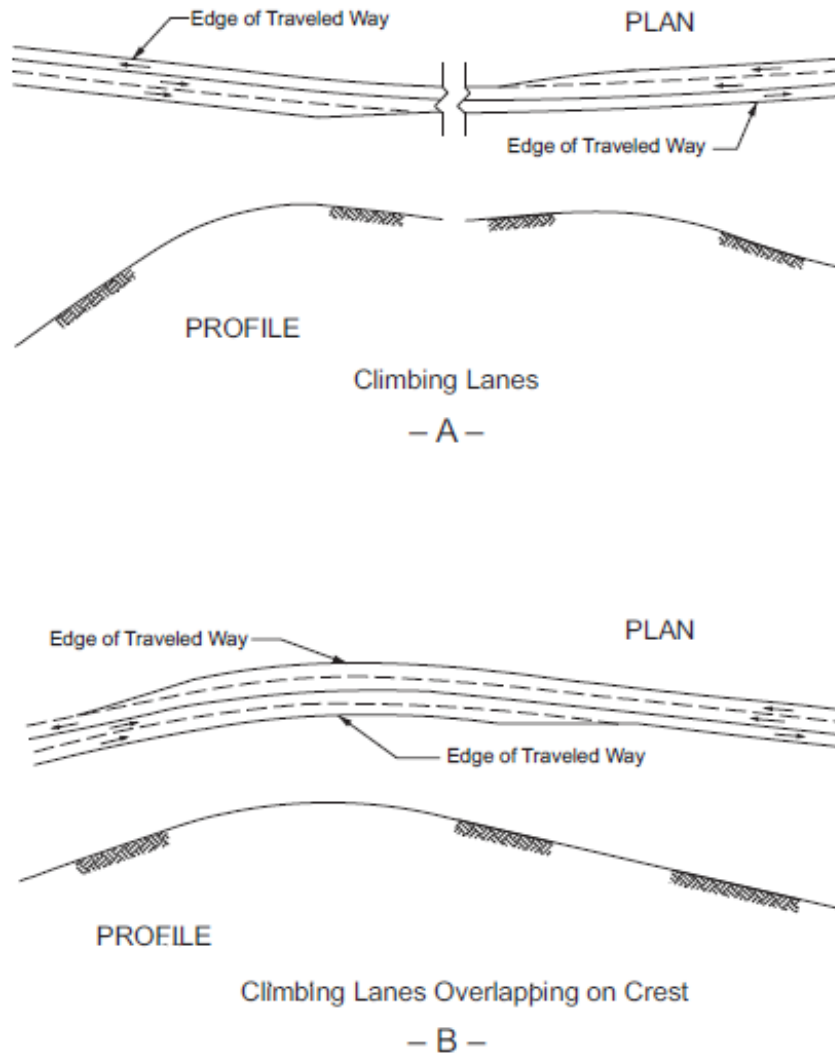 Edge of Traveled Way
PLAN
Edge of Traveled Way
PROFILE
Climbing Lanes
– A –
Edge of Traveled Way
PLAN
Edge of Traveled Way
PROFILE
Climbing Lanes Overlapping on Crest
– B –